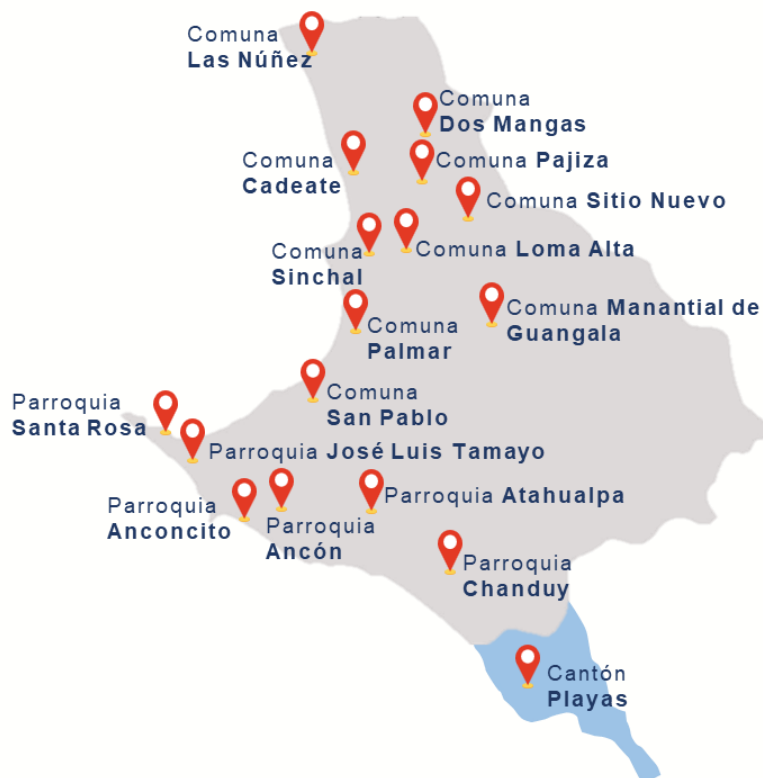 Comuna
Las Núñez
Comuna
Dos Mangas
Comuna
Cadeate
Comuna Pajiza
Comuna Sitio Nuevo
Comuna
Sinchal
Comuna Loma Alta
Comuna Manantial de
Guangala
Comuna
Palmar
Comuna
San Pablo
Parroquia
Santa Rosa
Parroquia José Luis Tamayo
Parroquia
Anconcito
Parroquia
Ancón
Parroquia Atahualpa
Parroquia
Chanduy
Cantón
Playas